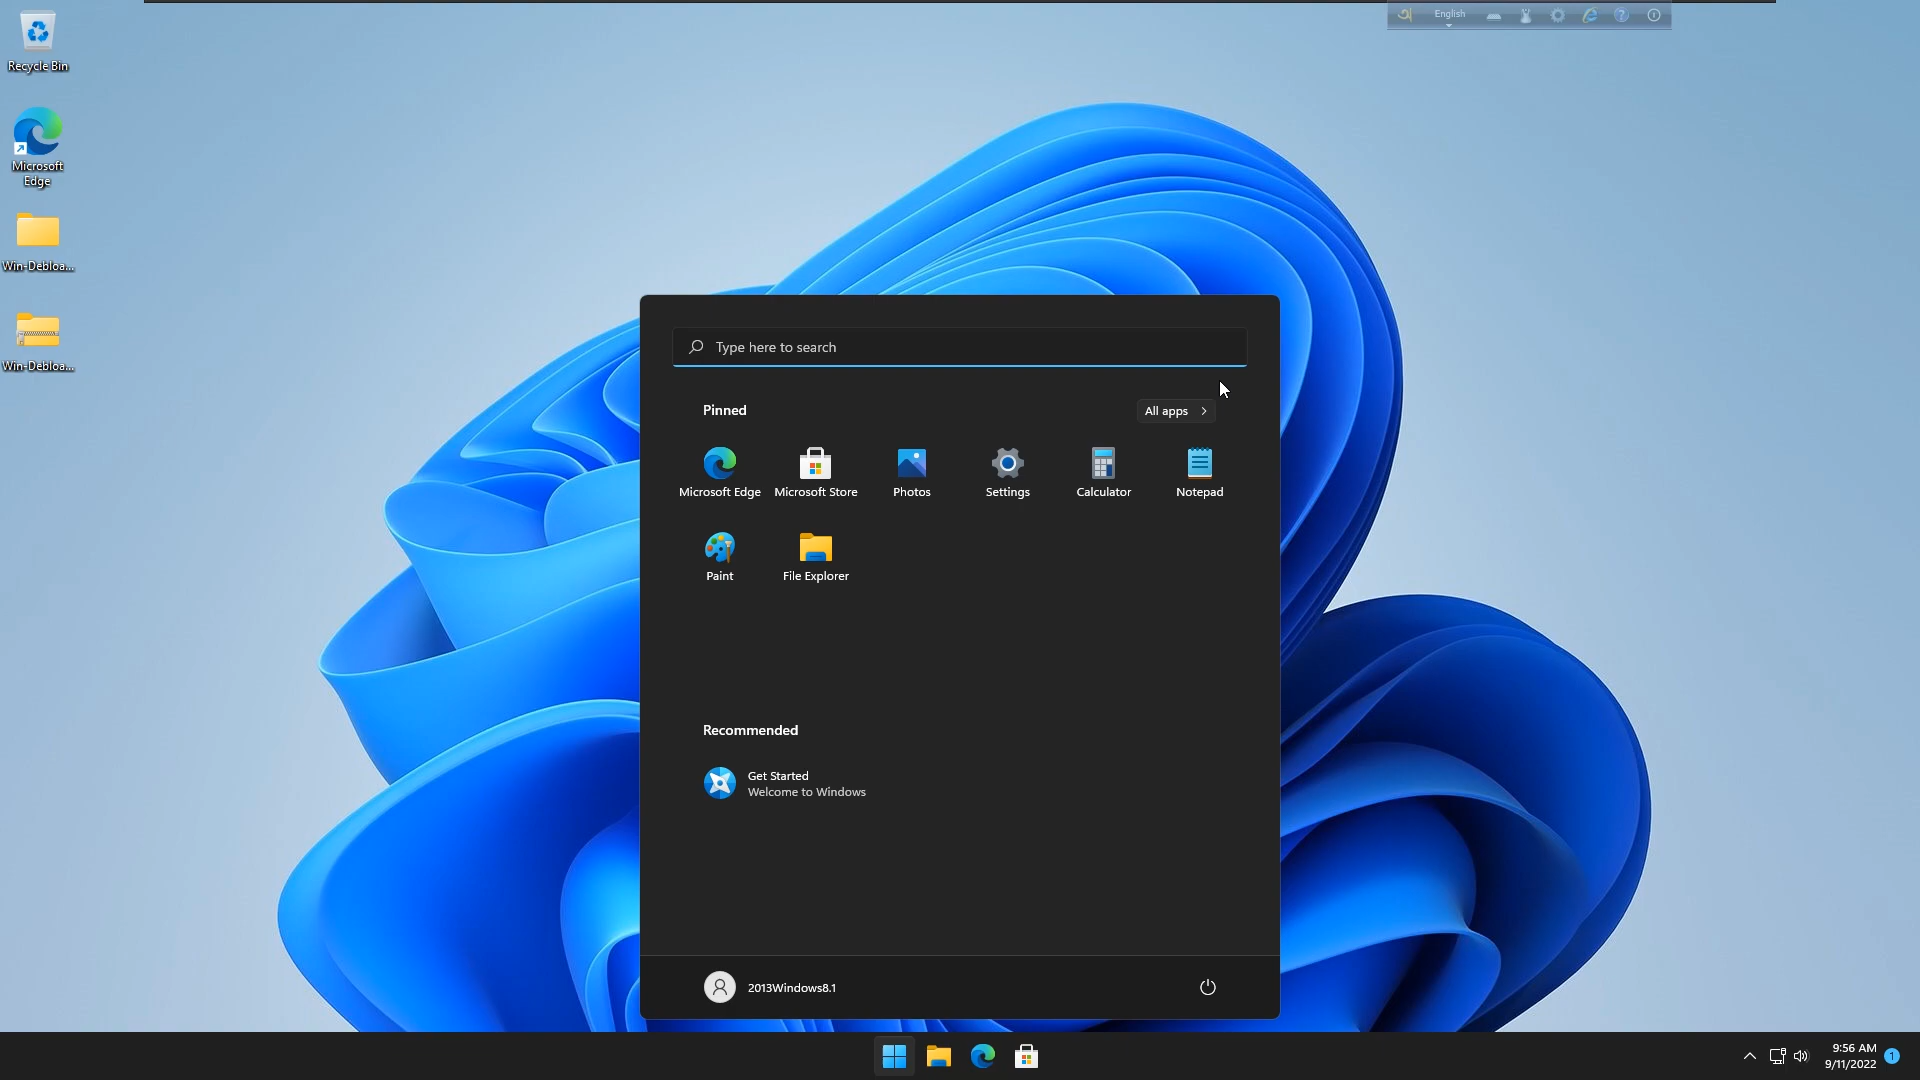 Recycle Bin
Microsoft
Edge
Win-Debloa...
Win-Debloa...
অ
English
Type here to search
Pinned
All apps
Microsoft Edge
Microsoft Store
Photos
Settings
Calculator
Notepad
Paint
File Explorer
Recommended
Get Started
Welcome to Windows
2013Windows8.1
9:56 AM
9/11/2022
1